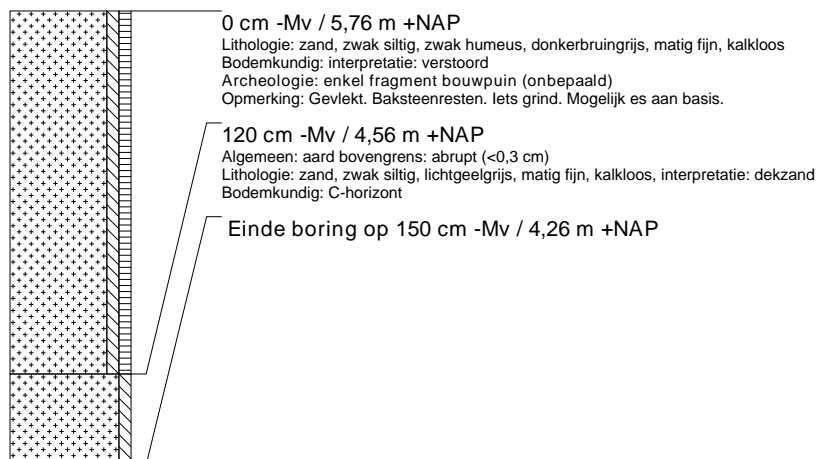 0 cm -Mv / 5,76 m +NAP
Lithologie: zand, zwak siltig, zwak humeus, donkerbruingrijs, matig fijn, kalkloos
Bodemkundig: interpretatie: verstoord
Archeologie: enkel fragment bouwpuin (onbepaald)
Opmerking: Gevlekt. Baksteenresten. Iets grind. Mogelijk es aan basis.
120 cm -Mv / 4,56 m +NAP
Algemeen: aard bovengrens: abrupt (<0,3 cm)
Lithologie: zand, zwak siltig, lichtgeelgrijs, matig fijn, kalkloos, interpretatie: dekzand
Bodemkundig: C-horizont
Einde boring op 150 cm -Mv / 4,26 m +NAP